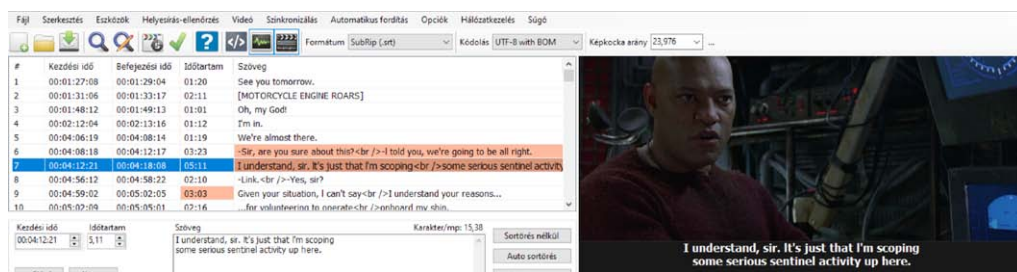 Fájl Szerkesztés Eszközök Helyesírás-ellenőrzés Videó Szinkronizálás Automatikus fordítás Opciók Hálózatkezelés Súgó
Formátum SubRip (.srt) Kódolás UTF-8 with BOM Képkocka arány 23,976 ...
# Kezdési idő Befejezési idő Időtartam Szöveg
1 00:01:27:08 00:01:29:04 01:20 See you tomorrow.
2 00:01:31:06 00:01:33:17 02:11 [MOTORCYCLE ENGINE ROARS]
3 00:01:48:12 00:01:49:13 01:01 Oh, my God!
4 00:02:12:04 00:02:13:16 01:12 I'm in.
5 00:04:06:19 00:04:08:14 01:19 We're almost there.
6 00:04:08:18 00:04:12:17 03:23 -Sir, are you sure about this?<br />-I told you, we're going to be all right.
7 00:04:12:21 00:04:18:08 05:11 I understand, sir. It's just that I'm scoping<br />some serious sentinel activity
8 00:04:56:12 00:04:58:22 02:10 -Link.<br />-Yes, sir?
9 00:04:59:02 00:05:02:05 03:03 Given your situation, I can't say<br />I understand your reasons...
10 00:05:02:09 00:05:05:01 02:16 ...for volunteering to operate<br />onboard my ship.
Kezdési idő Időtartam Szöveg Karakter/mp: 15,38
00:04:12:21 5,11 I understand, sir. It's just that I'm scoping
some serious sentinel activity up here.
Sortörés nélkül
Auto sortörés
I understand, sir. It's just that I'm scoping
some serious sentinel activity up here.